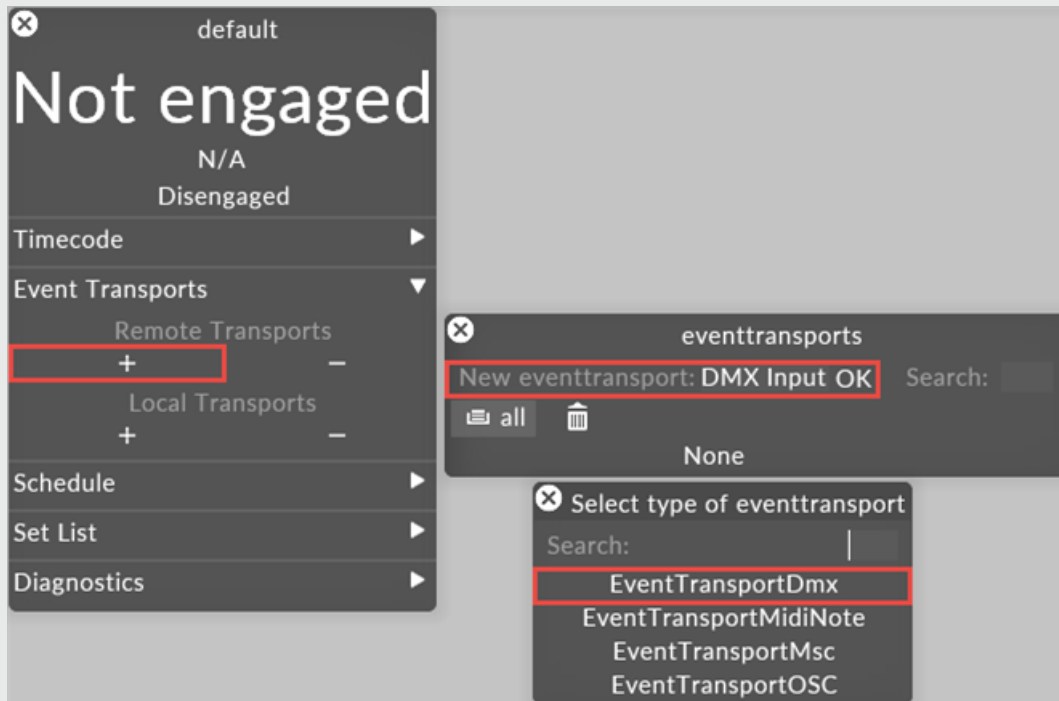 default
Not engaged
N/A
Disengaged
Timecode
Event Transports
Remote Transports
+ −
Local Transports
+ −
Schedule
Set List
Diagnostics
eventtransports
New eventtransport: DMX Input OK Search:
all
None
Select type of eventtransport
Search:
EventTransportDmx
EventTransportMidiNote
EventTransportMsc
EventTransportOSC